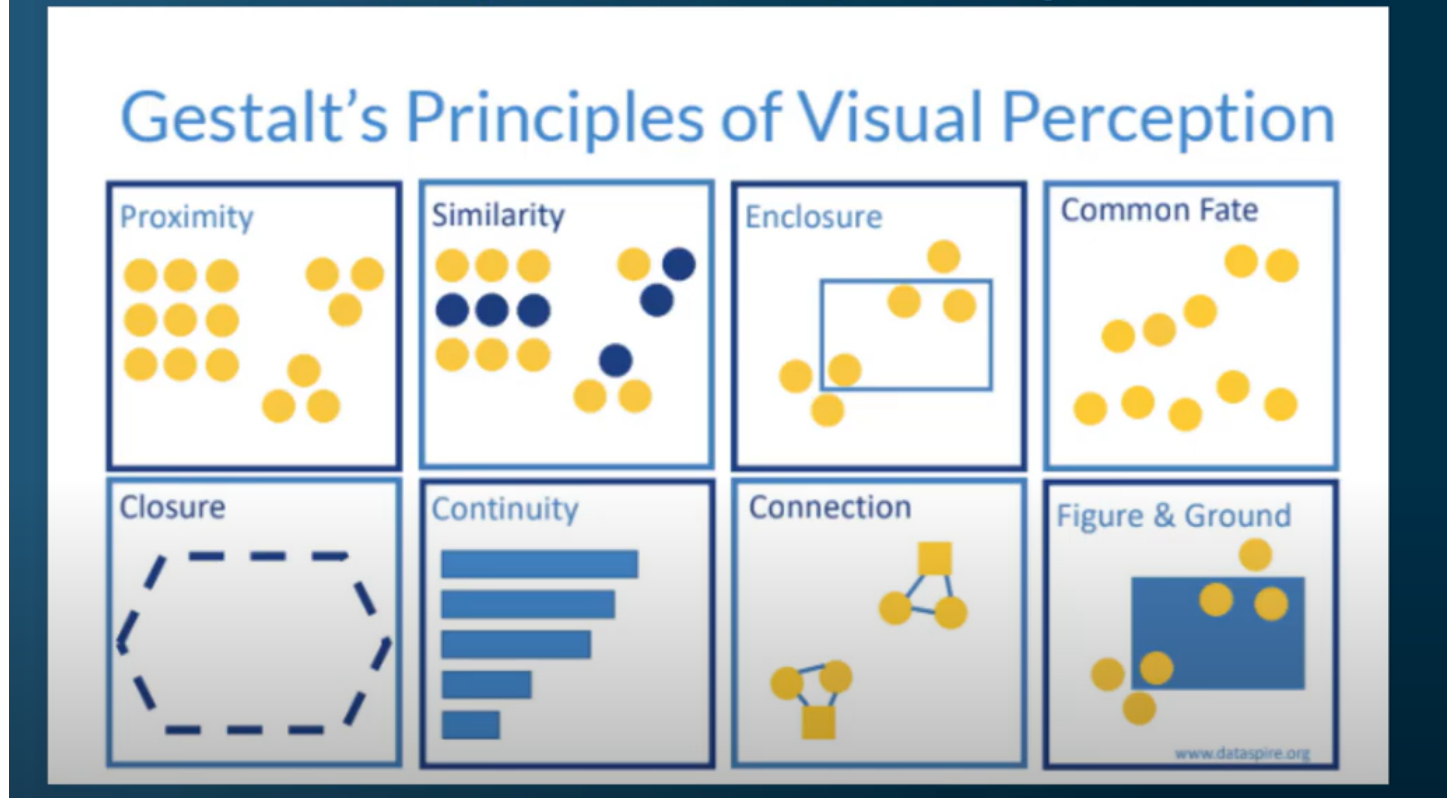 Gestalt's Principles of Visual Perception
Proximity
Similarity
Enclosure
Common Fate
Closure
Continuity
Connection
Figure & Ground
www.dataspire.org